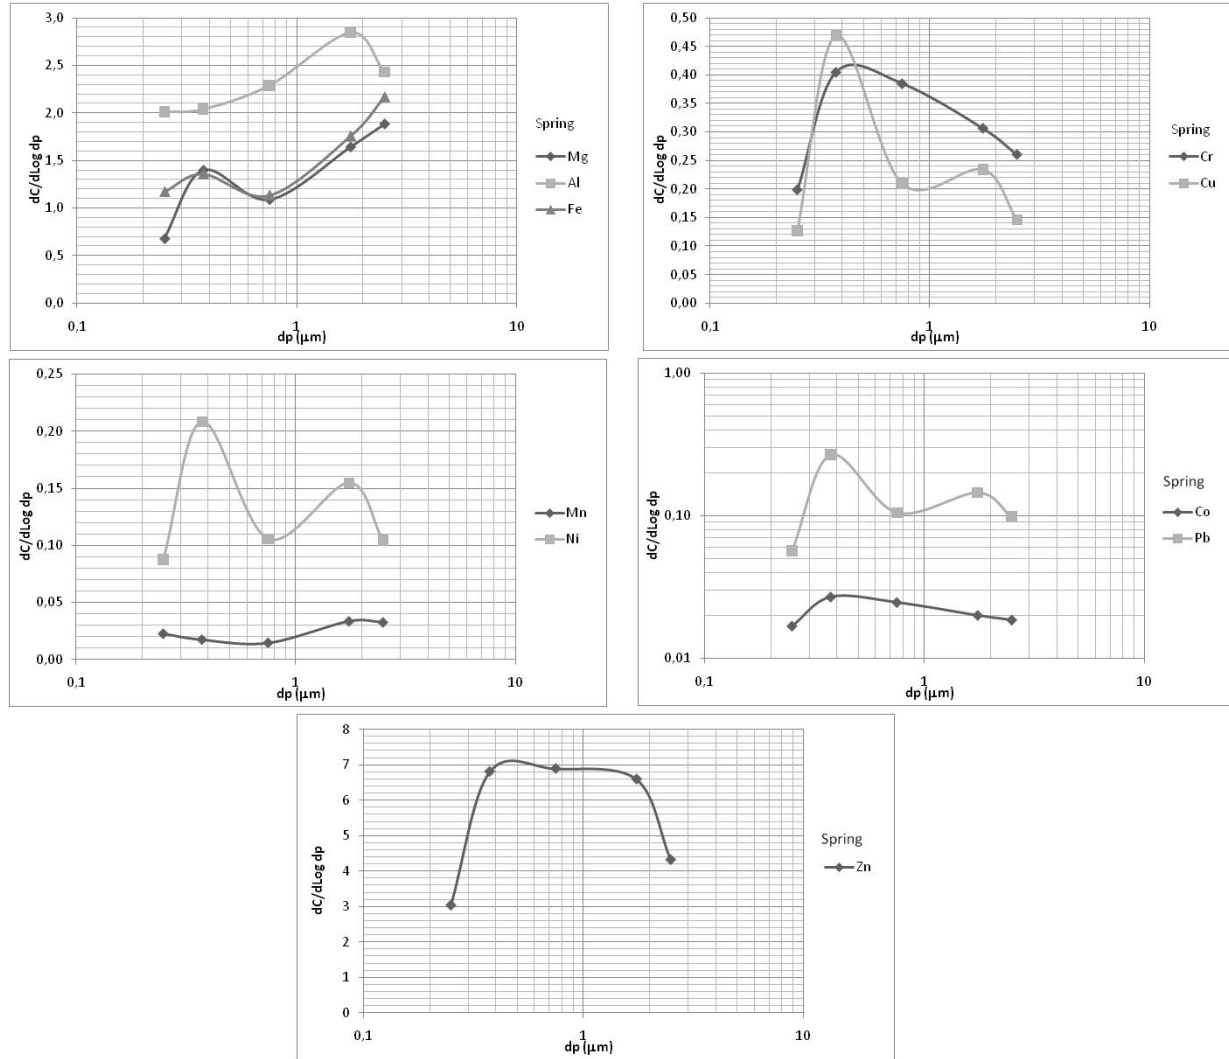 3,0
2,5
2,0
1,5
1,0
0,5
0,0
dC/dLog dp
0,1
1
10
dp (μm)
Spring
Mg
Al
Fe
0,50
0,45
0,40
0,35
0,30
0,25
0,20
0,15
0,10
0,05
0,00
dC/dLog dp
0,1
1
10
dp (μm)
Spring
Cr
Cu
0,25
0,20
0,15
0,10
0,05
0,00
dC/dLog dp
0,1
1
10
dp (μm)
Mn
Ni
1,00
0,10
0,01
dC/dLog dp
0,1
1
10
dp (μm)
Spring
Co
Pb
8
7
6
5
4
3
2
1
0
dC/dLog dp
0,1
1
10
dp (μm)
Spring
Zn